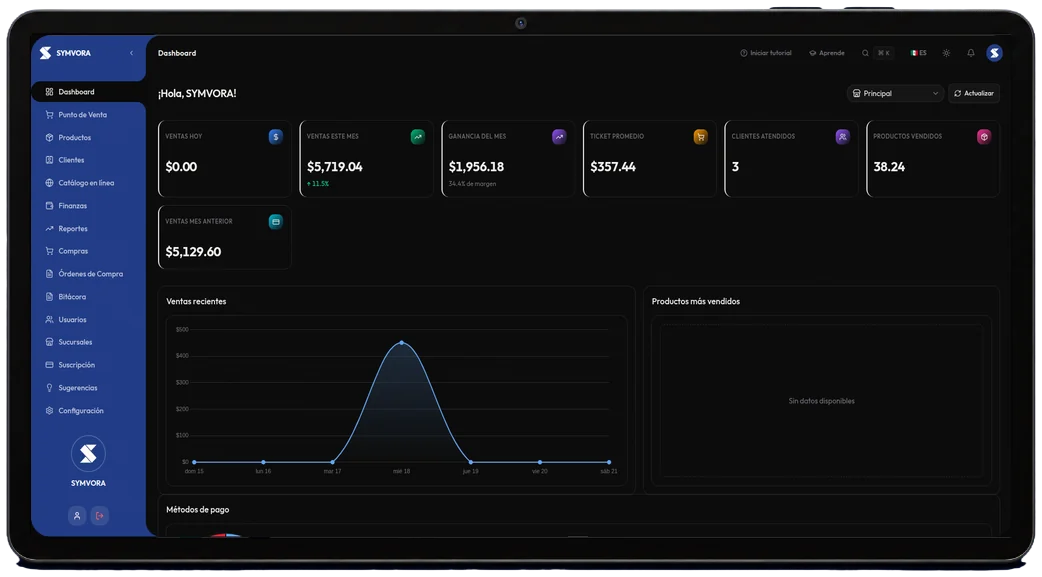 SYMVORA
Dashboard
Iniciar tutorial
Aprende
⌘ K
ES
Dashboard
Punto de Venta
Productos
Clientes
Catálogo en línea
Finanzas
Reportes
Compras
Órdenes de Compra
Bitácora
Usuarios
Sucursales
Suscripción
Sugerencias
Configuración
SYMVORA
¡Hola, SYMVORA!
Principal
Actualizar
VENTAS HOY
$0.00
VENTAS ESTE MES
$5,719.04
↑ 11.5%
GANANCIA DEL MES
$1,956.18
34.4% de margen
TICKET PROMEDIO
$357.44
CLIENTES ATENDIDOS
3
PRODUCTOS VENDIDOS
38.24
VENTAS MES ANTERIOR
$5,129.60
Ventas recientes
$500
$400
$300
$200
$100
$0
dom 15 lun 16 mar 17 mié 18 jue 19 vie 20 sáb 21
Productos más vendidos
Sin datos disponibles
Métodos de pago